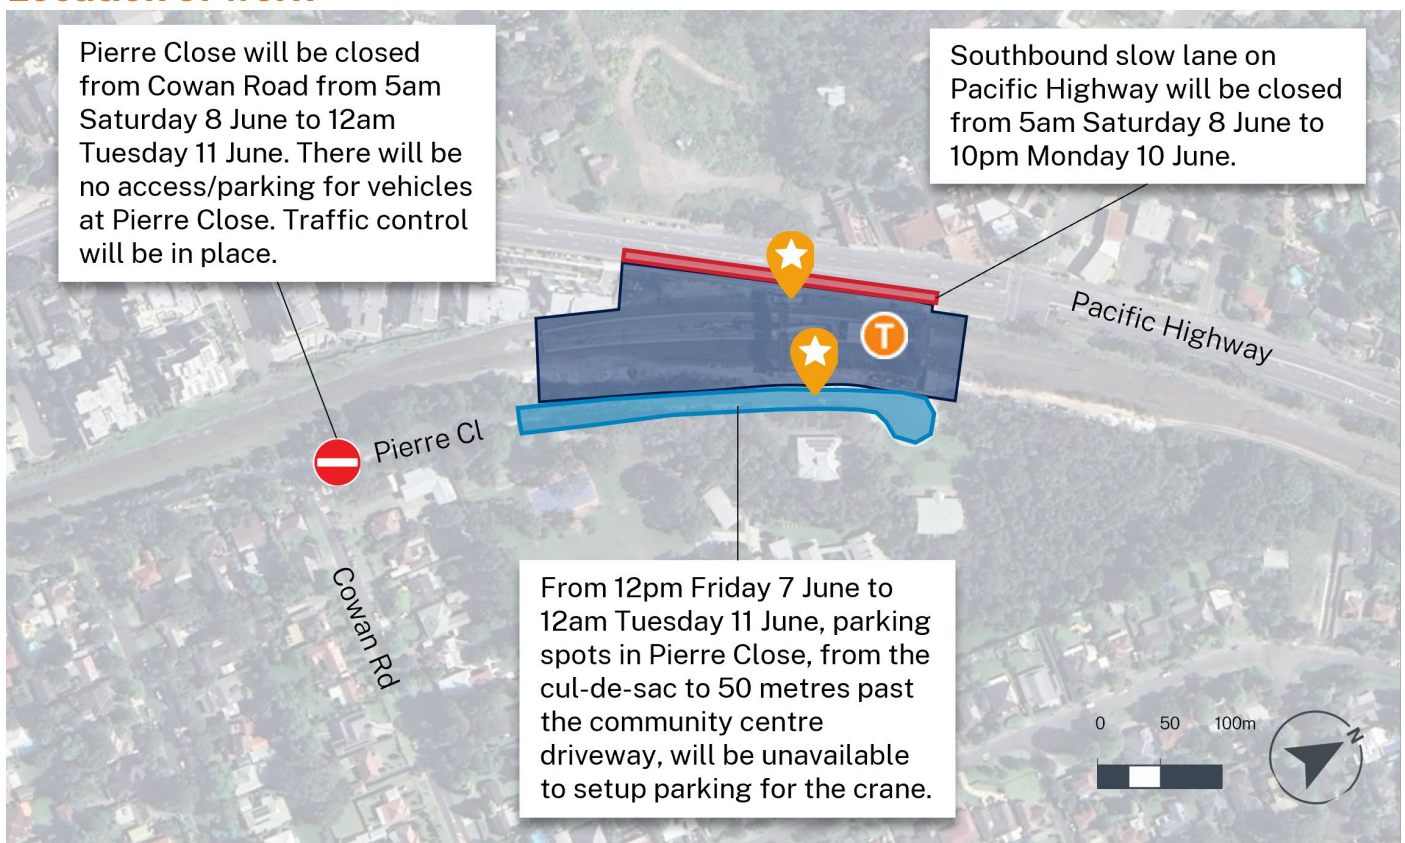 Location of work
Pierre Close will be closed
from Cowan Road from 5am
Saturday 8 June to 12am
Tuesday 11 June. There will be
no access/parking for vehicles
at Pierre Close. Traffic control
will be in place.
Southbound slow lane on
Pacific Highway will be closed
from 5am Saturday 8 June to
10pm Monday 10 June.
T
Pacific Highway
Pierre Cl
Cowan Rd
From 12pm Friday 7 June to
12am Tuesday 11 June, parking
spots in Pierre Close, from the
cul-de-sac to 50 metres past
the community centre
driveway, will be unavailable
to setup parking for the crane.
0 50 100m
N